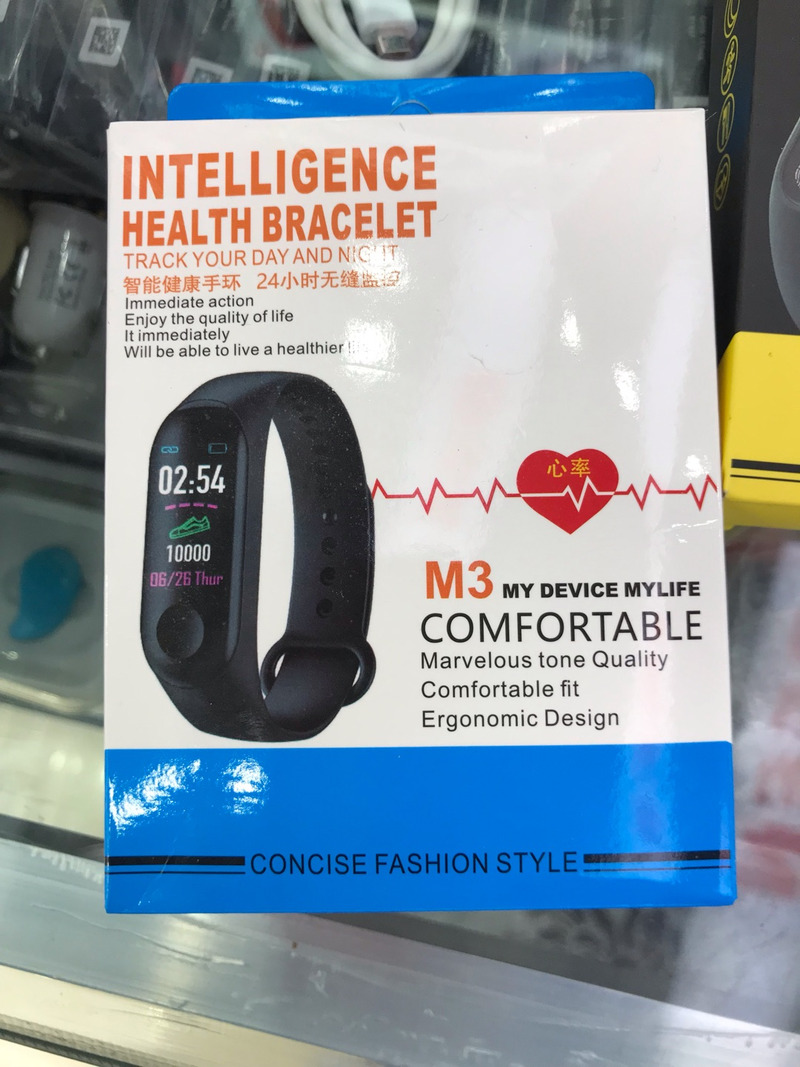 INTELLIGENCE
HEALTH BRACELET
TRACK YOUR DAY AND NIGHT
智能健康手环 24小时无缝监
Immediate action
Enjoy the quality of life
It immediately
Will be able to live a healthier
02:54
10000
06/26 Thur
心率
M3 MY DEVICE MYLIFE
COMFORTABLE
Marvelous tone Quality
Comfortable fit
Ergonomic Design
CONCISE FASHION STYLE